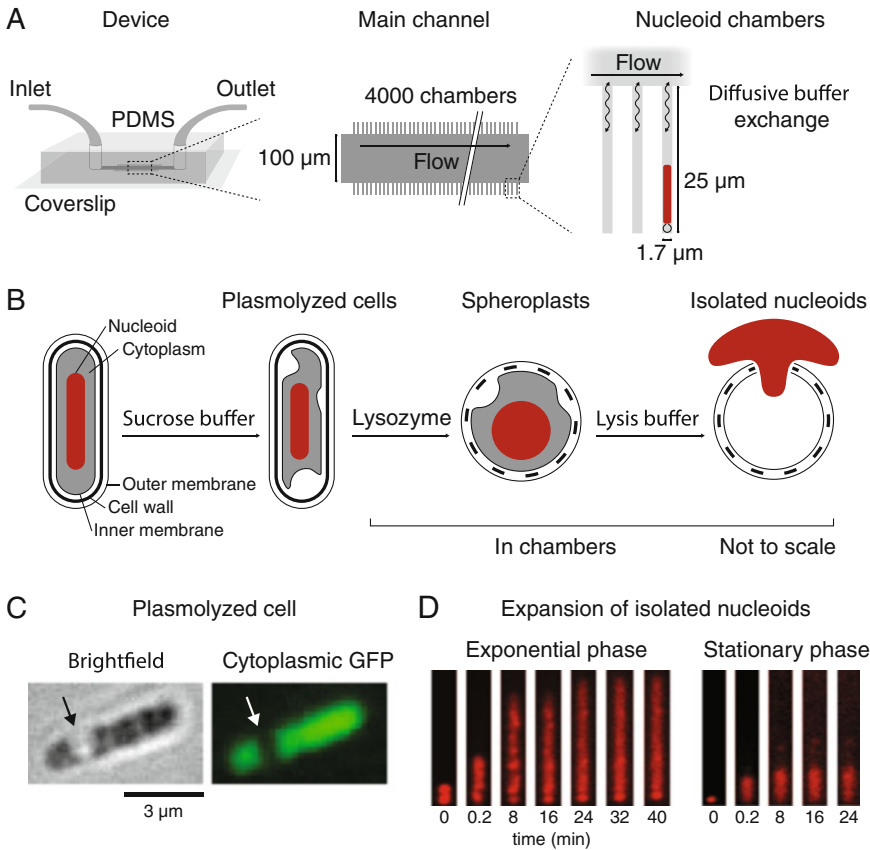 A
Device
Main channel
Nucleoid chambers
Inlet
Outlet
PDMS
Coverslip
4000 chambers
100 μm
Flow
Flow
Diffusive buffer
exchange
25 μm
1.7 μm
B
Plasmolyzed cells
Spheroplasts
Isolated nucleoids
Nucleoid
Cytoplasm
Sucrose buffer
Lysozyme
Lysis buffer
Outer membrane
Cell wall
Inner membrane
In chambers
Not to scale
C
Plasmolyzed cell
Brightfield
Cytoplasmic GFP
3 μm
D
Expansion of isolated nucleoids
Exponential phase
Stationary phase
0 0.2 8 16 24 32 40
0 0.2 8 16 24
time (min)